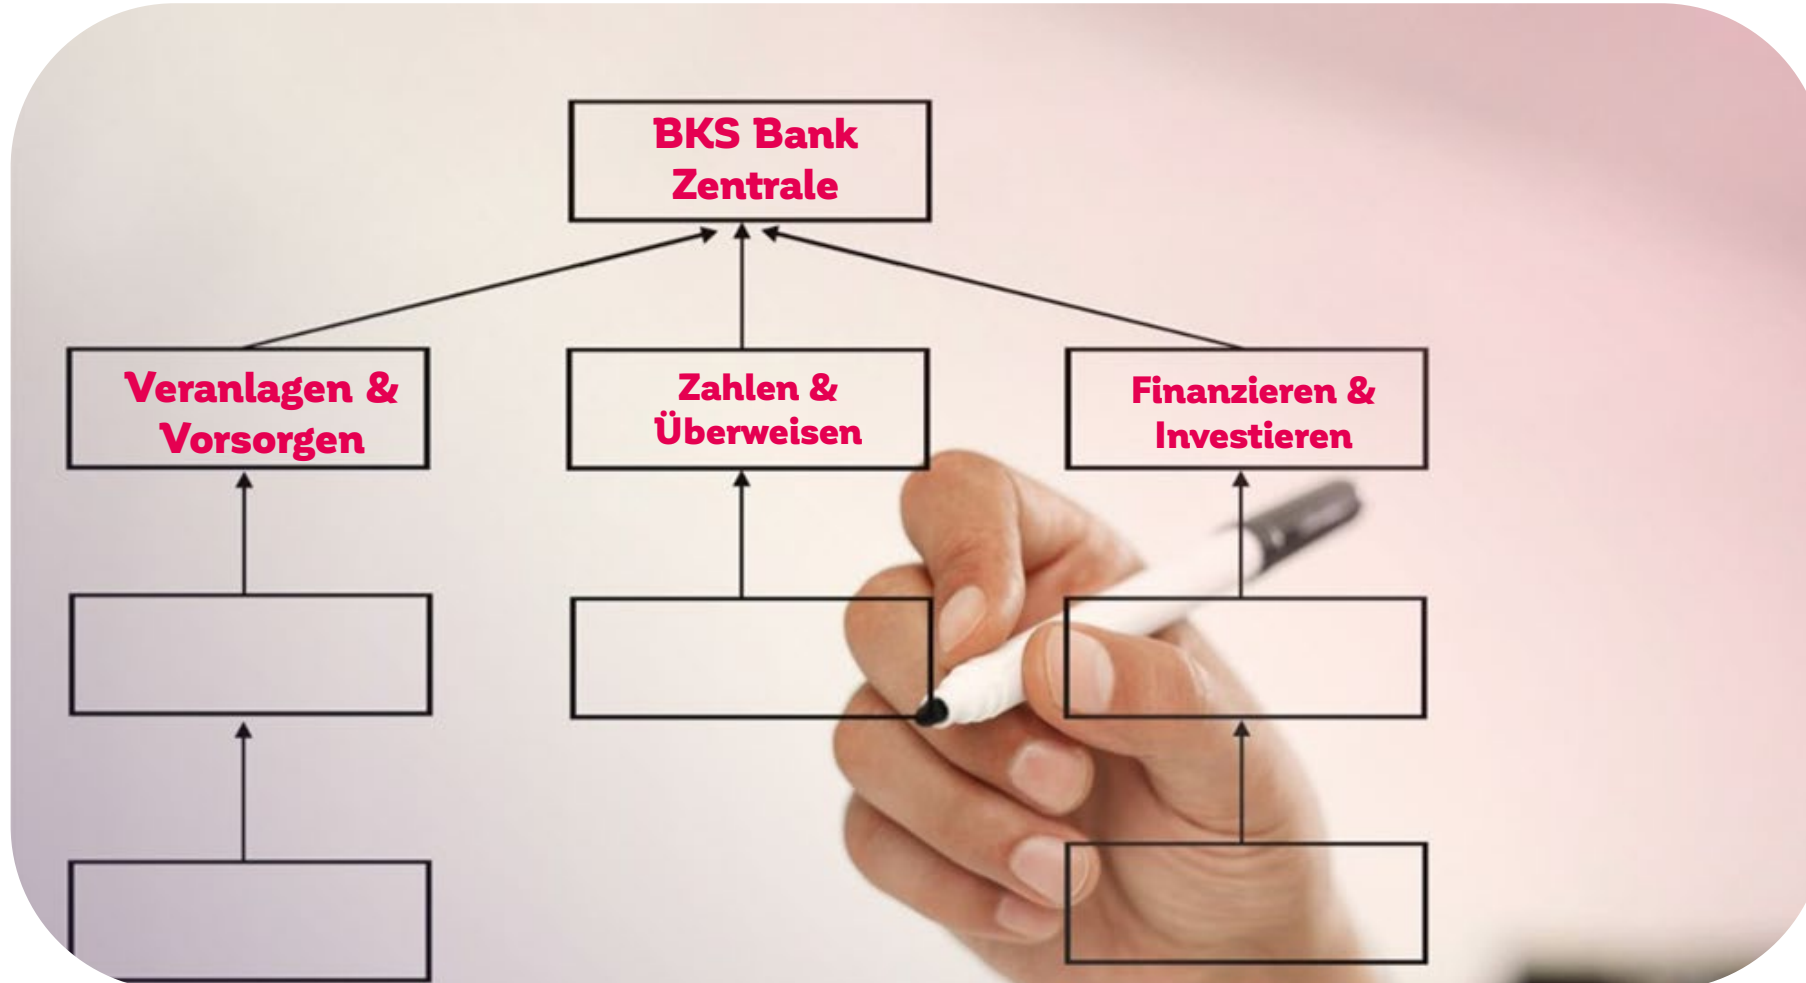 BKS Bank
Zentrale
Veranlagen &
Vorsorgen
Zahlen &
Überweisen
Finanzieren &
Investieren